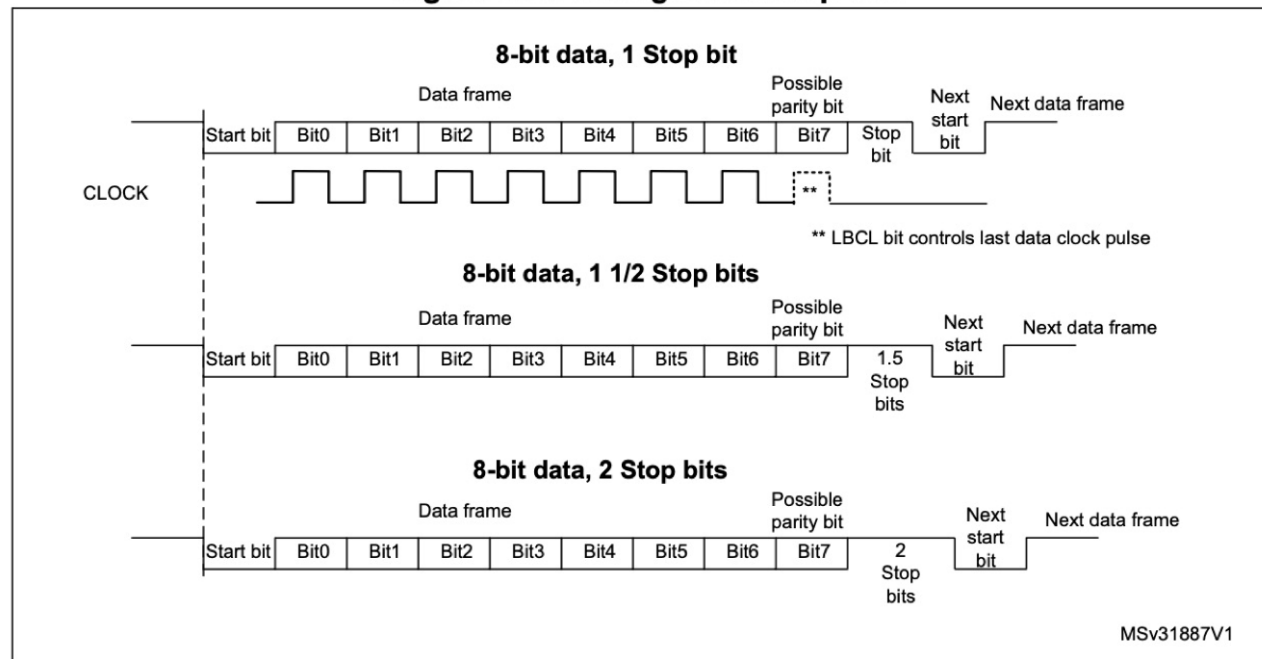 8-bit data, 1 Stop bit
Data frame
Possible
parity bit
Next
start
bit
Next data frame
Start bit Bit0 Bit1 Bit2 Bit3 Bit4 Bit5 Bit6 Bit7 Stop
bit
CLOCK
**
** LBCL bit controls last data clock pulse
8-bit data, 1 1/2 Stop bits
Data frame
Possible
parity bit
Next
start
bit
Next data frame
Start bit Bit0 Bit1 Bit2 Bit3 Bit4 Bit5 Bit6 Bit7 1.5
Stop
bits
8-bit data, 2 Stop bits
Data frame
Possible
parity bit
Next
start
bit
Next data frame
Start bit Bit0 Bit1 Bit2 Bit3 Bit4 Bit5 Bit6 Bit7 2
Stop
bits
MSv31887V1